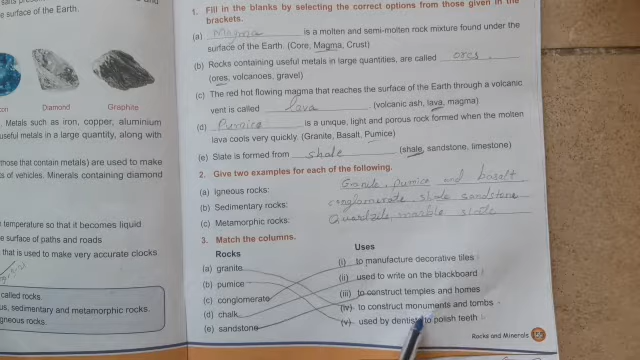 of the Earth.
Diamond
Graphite
Metals such as iron, copper, aluminium
useful metals in a large quantity, along with
those that contain metals) are used to make
s of vehicles. Minerals containing diamond
temperature so that it becomes liquid
e surface of paths and roads
that is used to make very accurate clocks
called rocks.
us, sedimentary and metamorphic rocks.
gneous rocks.
1. Fill in the blanks by selecting the correct options from those given in the
brackets.
(a) Magma is a molten and semi-molten rock mixture found under the
surface of the Earth. (Core, Magma, Crust)
(b) Rocks containing useful metals in large quantities, are called ores.
(ores, volcanoes, gravel)
(c) The red hot flowing magma that reaches the surface of the Earth through a volcanic
vent is called lava (volcanic ash, lava, magma)
(d) Pumice is a unique, light and porous rock formed when the molten
lava cools very quickly. (Granite, Basalt, Pumice)
(e) Slate is formed from shale (shale, sandstone, limestone)
2. Give two examples for each of the following.
(a) Igneous rocks: Granite, pumice and basalt
(b) Sedimentary rocks: conglomerate shale sandstone
(c) Metamorphic rocks: Quartzite, marble slate
3. Match the columns.
Rocks
Uses
(a) granite
(b) pumice
(c) conglomerate
(d) chalk
(e) sandstone
(i) to manufacture decorative tiles
(ii) used to write on the blackboard
(iii) to construct temples and homes
(iv) to construct monuments and tombs
(v) used by dentists to polish teeth
Rocks and Minerals